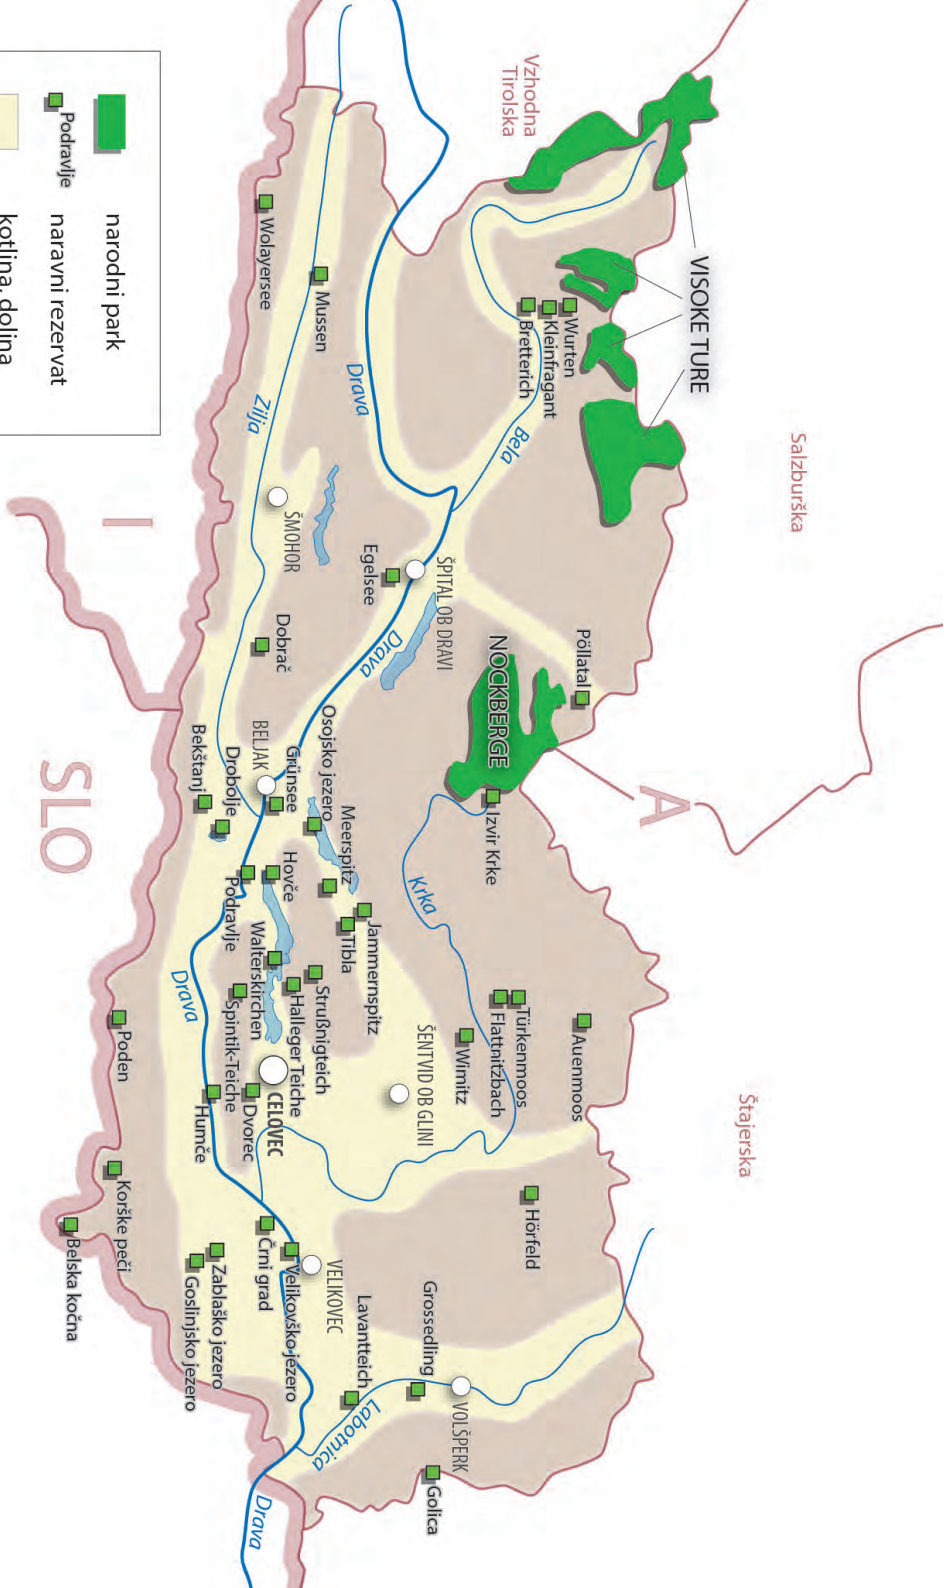 Vzhodna
Tirolska
VISOKE TURE
Salzburška
Štajerska
A
I
SLO
Wurten
Kleinfragant
Bretterich
Bela
Wolayersee
Mussen
Drava
Zilja
ŠMOHOR
Egelsee
ŠPITAL OB DRAVI
Drava
Dobrač
Pöllatal
NOCKBERGE
Izvir Krke
Krka
Osojsko jezero
Grünsee
BELJAK
Drobolje
Bekštanj
Meerspitz
Hovče
Podravlje
Jammernspitz
Tibla
Walterskirchen
Strußnigteich
Halleger Teiche
Spintik-Teiche
CELOVEC
Dvorec
Humče
Drava
Auenmoos
Türkenmoos
Flattnitzbach
Wimitz
ŠENTVID OB GLINI
Hörfeld
Poden
Korške peči
Belska kočna
Črni grad
Velikovško jezero
VELIKOVEC
Zablaško jezero
Goslinjsko jezero
Grossedling
Lavantteich
VOLŠPERK
Labotnica
Golica
Drava
narodni park
Podravlje
naravni rezervat
kotlina, dolina